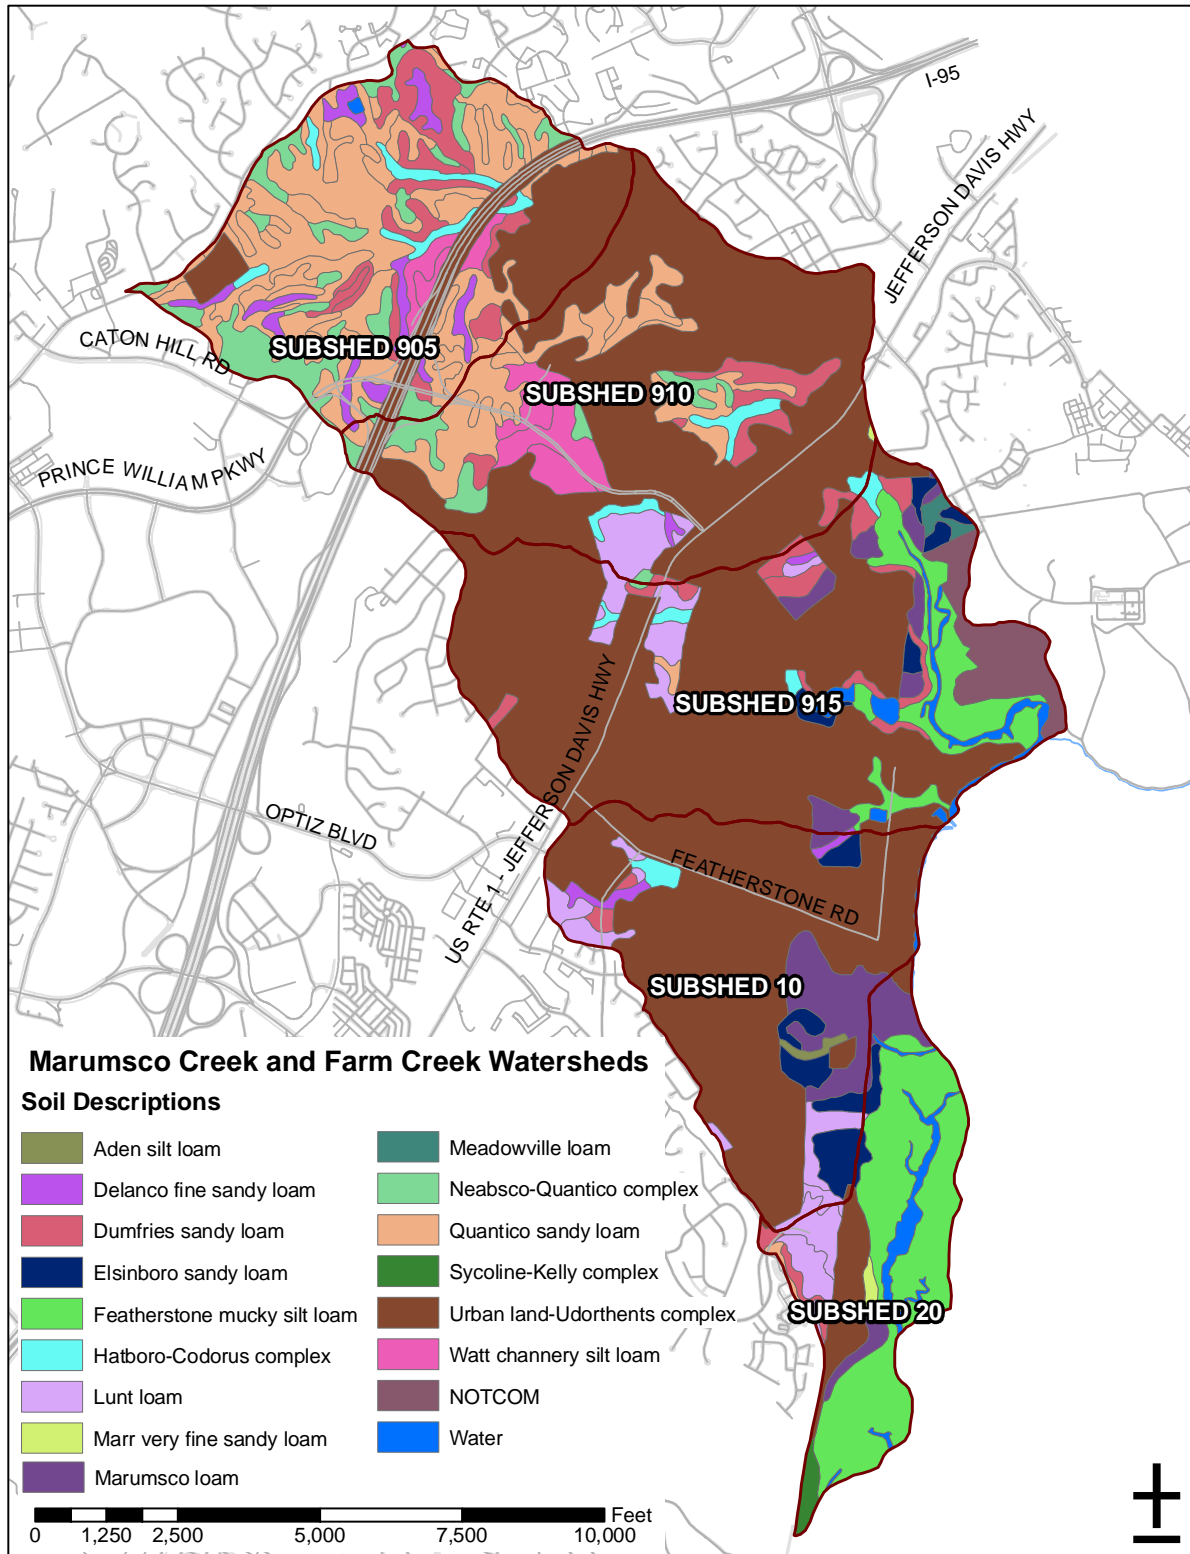 I-95
JEFFERSON DAVIS HWY
CATON HILL RD
SUBSHED 905
SUBSHED 910
PRINCE WILLIAM PKWY
SUBSHED 915
US RTE 1 - JEFFERSON DAVIS HWY
OPTIZ BLVD
FEATHERSTONE RD
SUBSHED 10
SUBSHED 20
Marumsco Creek and Farm Creek Watersheds
Soil Descriptions
Aden silt loam
Delanco fine sandy loam
Dumfries sandy loam
Elsinboro sandy loam
Featherstone mucky silt loam
Hatboro-Codorus complex
Lunt loam
Marr very fine sandy loam
Marumsco loam
Meadowville loam
Neabsco-Quantico complex
Quantico sandy loam
Sycoline-Kelly complex
Urban land-Udorthents complex
Watt channery silt loam
NOTCOM
Water
Feet
0 1,250 2,500 5,000 7,500 10,000